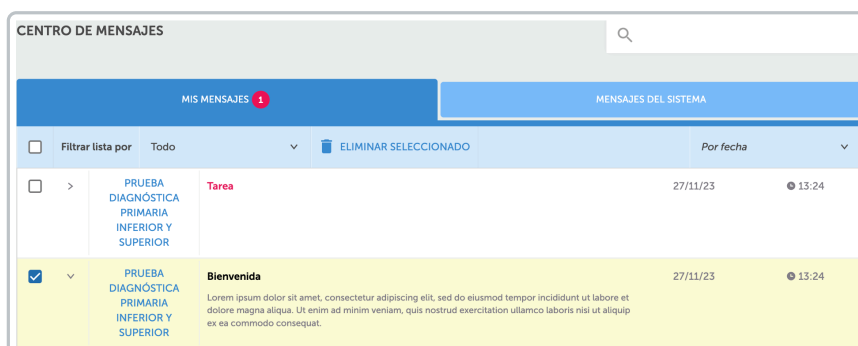 CENTRO DE MENSAJES
MIS MENSAJES 1
MENSAJES DEL SISTEMA
Filtrar lista por Todo ELIMINAR SELECCIONADO Por fecha
PRUEBA
DIAGNÓSTICA
PRIMARIA
INFERIOR Y
SUPERIOR
Tarea
27/11/23 13:24
PRUEBA
DIAGNÓSTICA
PRIMARIA
INFERIOR Y
SUPERIOR
Bienvenida
Lorem ipsum dolor sit amet, consectetur adipiscing elit, sed do eiusmod tempor incididunt ut labore et
dolore magna aliqua. Ut enim ad minim veniam, quis nostrud exercitation ullamco laboris nisi ut aliquip
ex ea commodo consequat.
27/11/23 13:24